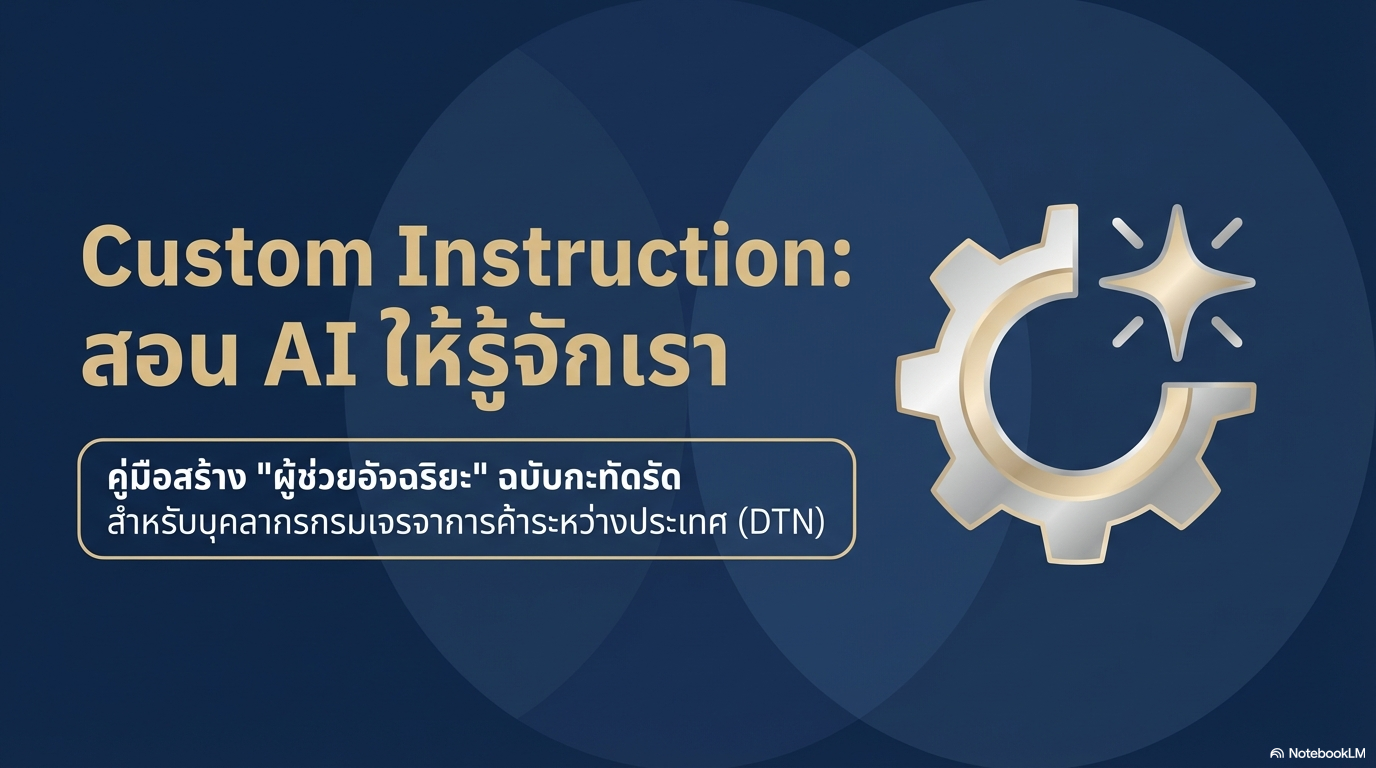 Custom Instruction:
สอน AI ให้รู้จักเรา
คู่มือสร้าง "ผู้ช่วยอัจฉริยะ" ฉบับกะทัดรัด
สำหรับบุคลากรกรมเจรจาการค้าระหว่างประเทศ (DTN)
NotebookLM